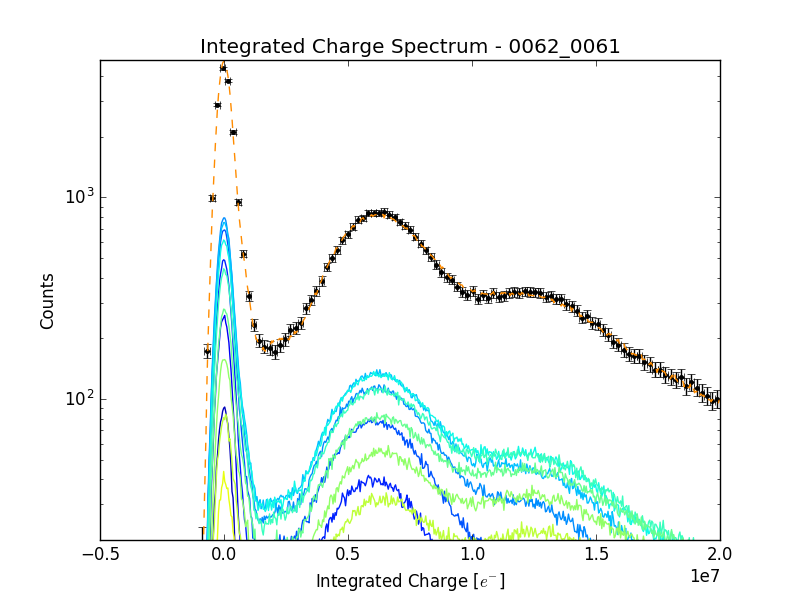 Integrated Charge Spectrum - 0062_0061
Counts
10³
10²
−0.5 0.0 0.5 1.0 1.5 2.0
1e7
Integrated Charge [e⁻]